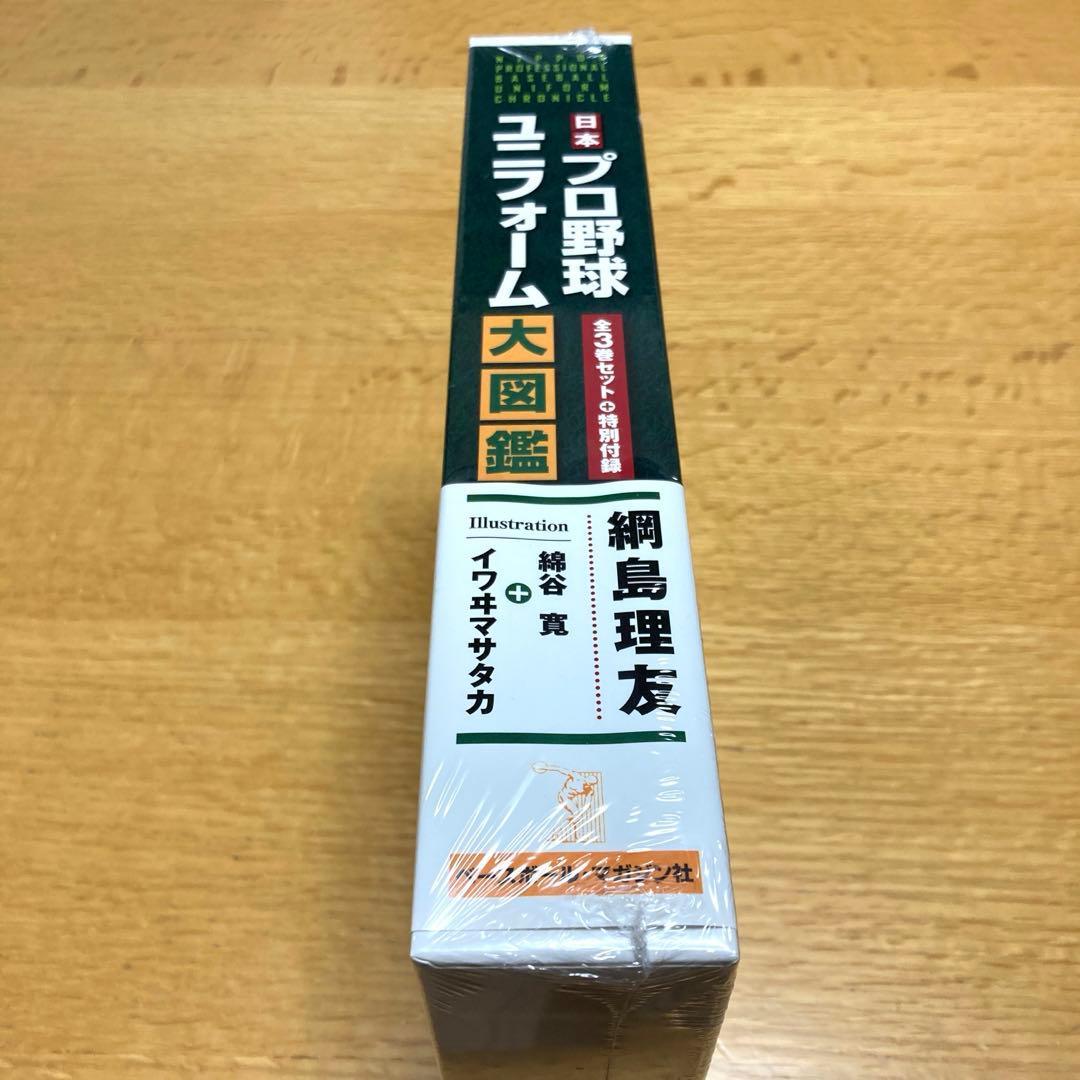 NIPPON
PROFESSIONAL
BASEBALL
UNIFORM
CHRONICLE
日本
プロ野球
ユニフォーム
大図鑑
全3巻セット+特別付録
綱島理友
Illustration
綿谷 寛
+
イワヰマサタカ
ベースボール・マガジン社